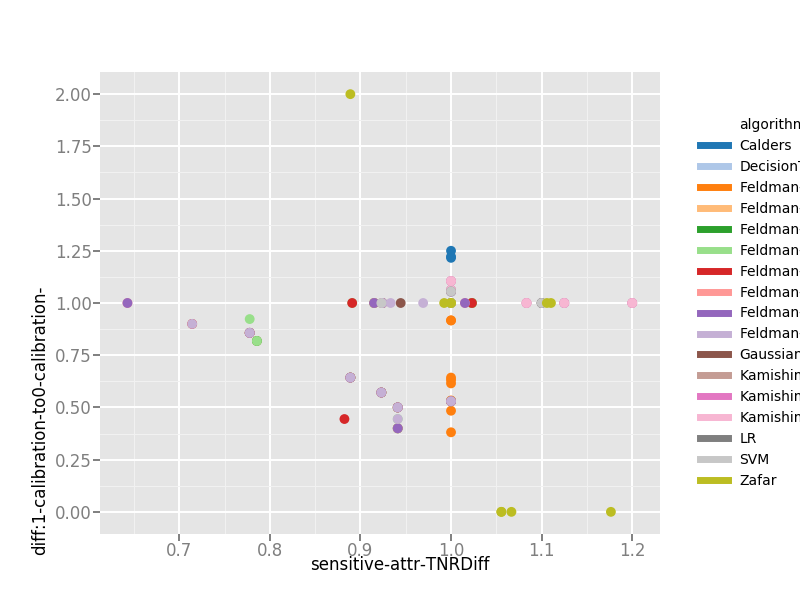 2.00
1.75
1.50
1.25
1.00
0.75
0.50
0.25
0.00
diff:1-calibration-to0-calibration-
0.7 0.8 0.9 1.0 1.1 1.2
sensitive-attr-TNRDiff
algorithm
Calders
Decision
Feldman
Feldman
Feldman
Feldman
Feldman
Feldman
Feldman
Feldman
Gaussian
Kamishin
Kamishin
Kamishin
LR
SVM
Zafar